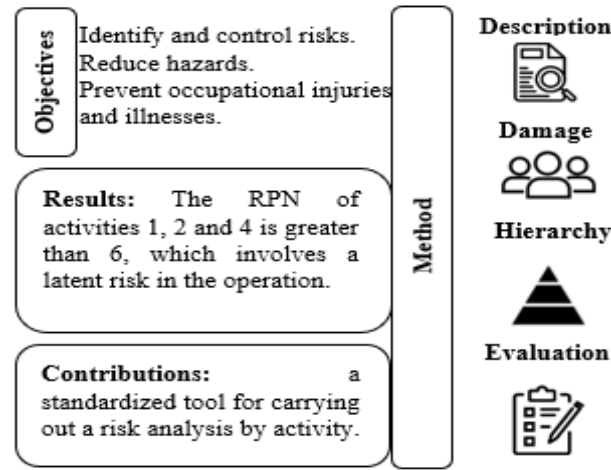 Objectives
Identify and control risks.
Reduce hazards.
Prevent occupational injuries
and illnesses.
Results: The RPN of
activities 1, 2 and 4 is greater
than 6, which involves a
latent risk in the operation.
Contributions: a
standardized tool for carrying
out a risk analysis by activity.
Method
Description
Damage
Hierarchy
Evaluation